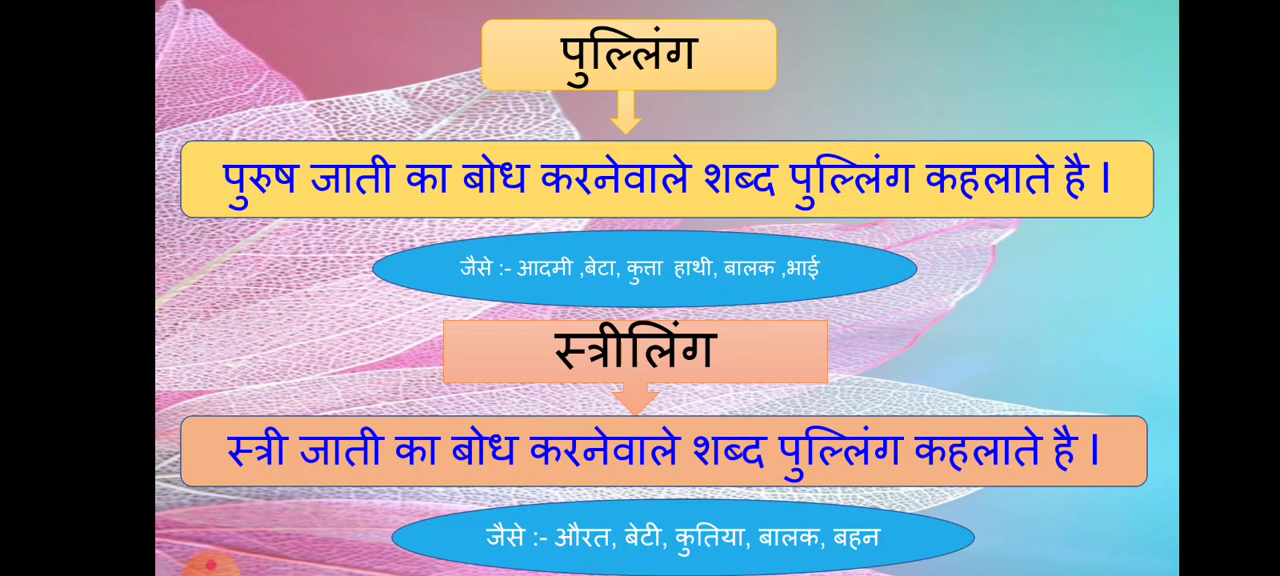 पुल्लिंग
पुरुष जाती का बोध करनेवाले शब्द पुल्लिंग कहलाते है l
जैसे :- आदमी ,बेटा, कुत्ता  हाथी, बालक ,भाई
स्त्रीलिंग
स्त्री जाती का बोध करनेवाले शब्द पुल्लिंग कहलाते है l
जैसे :- औरत, बेटी, कुतिया, बालक, बहन